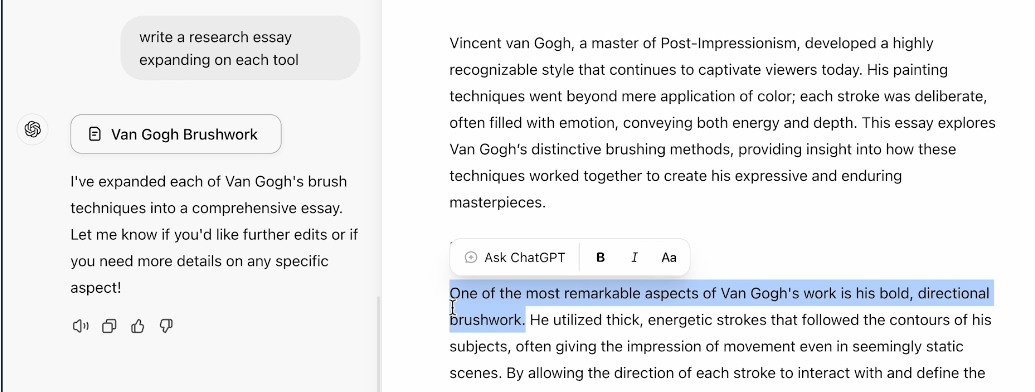 write a research essay
expanding on each tool
Van Gogh Brushwork
I've expanded each of Van Gogh's brush
techniques into a comprehensive essay.
Let me know if you'd like further edits or if
you need more details on any specific
aspect!
Vincent van Gogh, a master of Post-Impressionism, developed a highly
recognizable style that continues to captivate viewers today. His painting
techniques went beyond mere application of color; each stroke was deliberate,
often filled with emotion, conveying both energy and depth. This essay explores
Van Gogh's distinctive brushing methods, providing insight into how these
techniques worked together to create his expressive and enduring
masterpieces.
Ask ChatGPT B I Aa
One of the most remarkable aspects of Van Gogh's work is his bold, directional
brushwork. He utilized thick, energetic strokes that followed the contours of his
subjects, often giving the impression of movement even in seemingly static
scenes. By allowing the direction of each stroke to interact with and define the